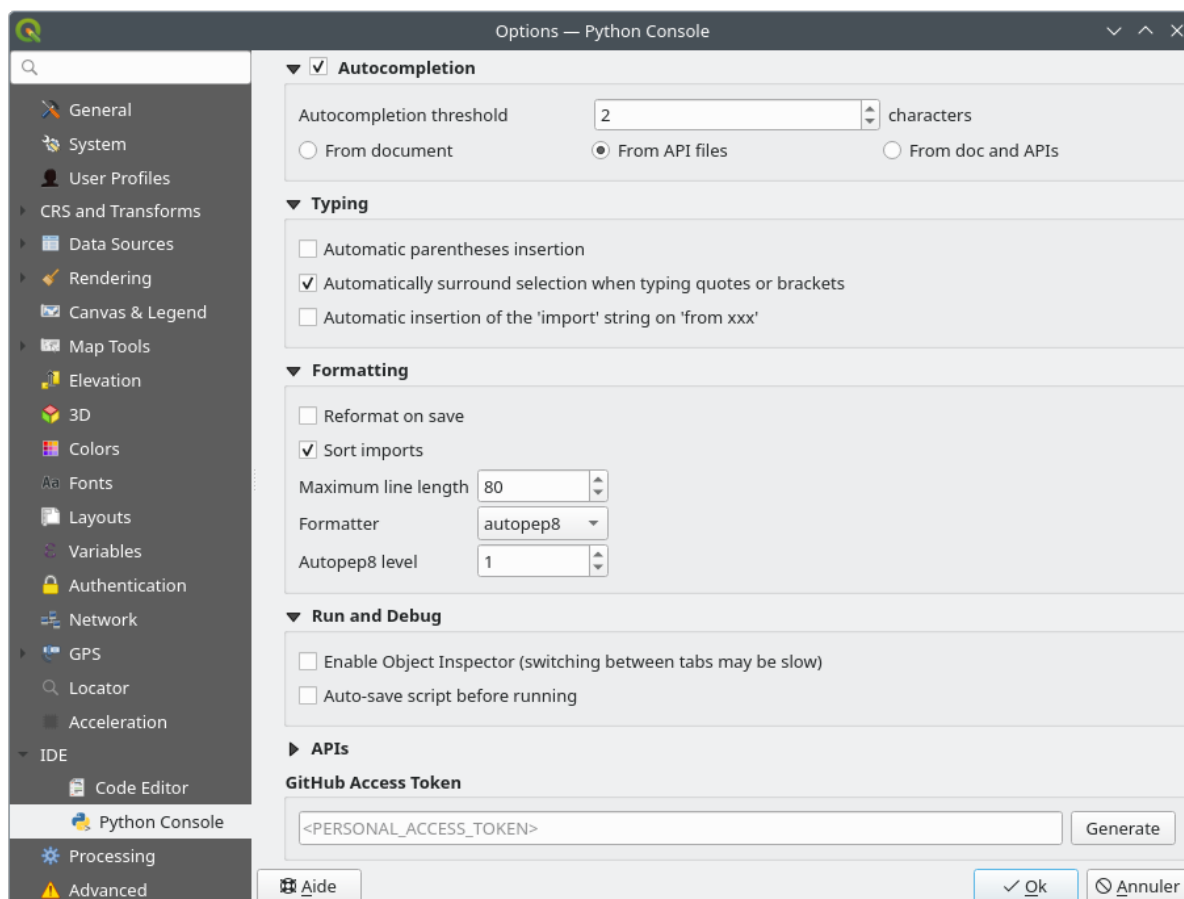 Options — Python Console
General
System
User Profiles
CRS and Transforms
Data Sources
Rendering
Canvas & Legend
Map Tools
Elevation
3D
Colors
Aa Fonts
Layouts
Variables
Authentication
Network
GPS
Locator
Acceleration
IDE
Code Editor
Python Console
Processing
Advanced
Autocompletion
Autocompletion threshold 2 characters
From document From API files From doc and APIs
Typing
Automatic parentheses insertion
Automatically surround selection when typing quotes or brackets
Automatic insertion of the 'import' string on 'from xxx'
Formatting
Reformat on save
Sort imports
Maximum line length 80
Formatter autopep8
Autopep8 level 1
Run and Debug
Enable Object Inspector (switching between tabs may be slow)
Auto-save script before running
APIs
GitHub Access Token
<PERSONAL_ACCESS_TOKEN> Generate
Aide Ok Annuler